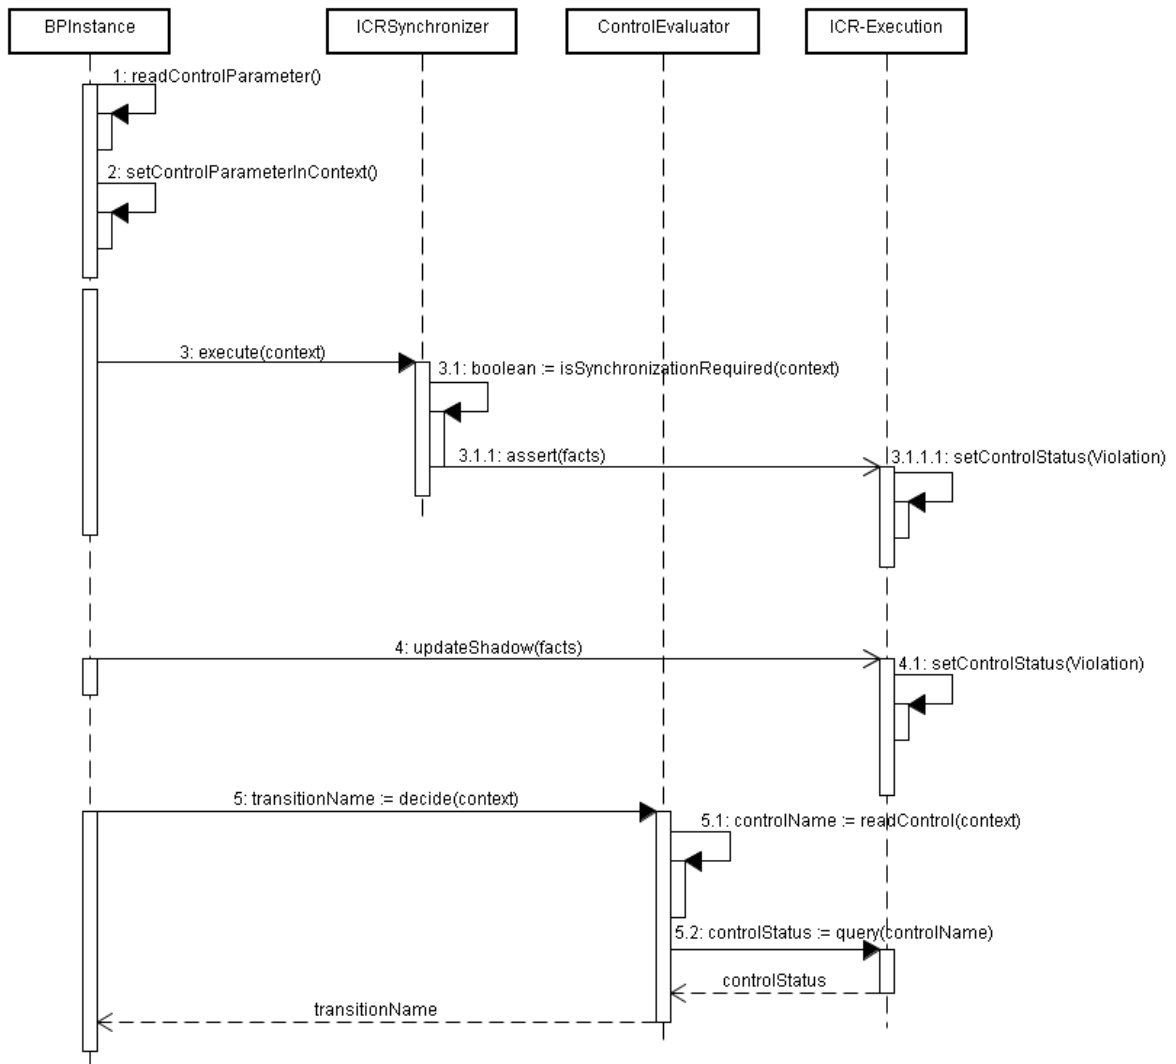 BPInstance
ICRSynchronizer
ControlEvaluator
ICR-Execution
1: readControlParameter()
2: setControlParameterInContext()
3: execute(context)
3.1: boolean := isSynchronizationRequired(context)
3.1.1: assert(facts)
3.1.1.1: setControlStatus(Violation)
4: updateShadow(facts)
4.1: setControlStatus(Violation)
5: transitionName := decide(context)
5.1: controlName := readControl(context)
5.2: controlStatus := query(controlName)
controlStatus
transitionName